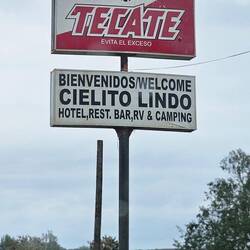 TECATE
EVITA EL EXCESO
BIENVENIDOS/WELCOME
CIELITO LINDO
HOTEL,REST. BAR,RV & CAMPING